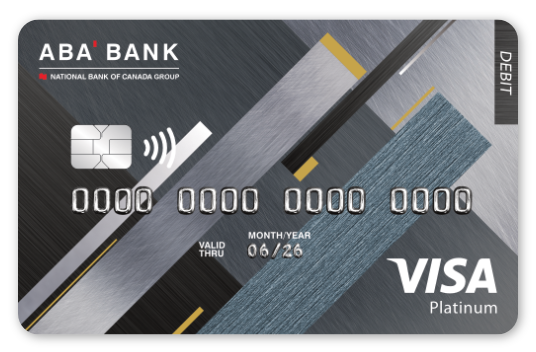 ABA' BANK
NATIONAL BANK OF CANADA GROUP
DEBIT
0000 0000 0000 0000
MONTH/YEAR
VALID THRU 06/26
VISA
Platinum